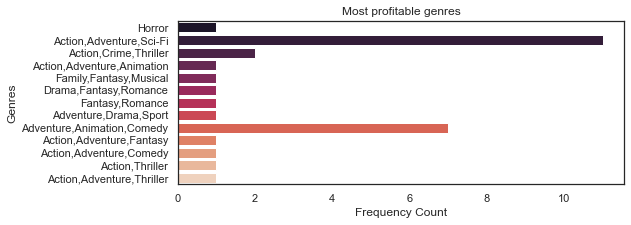 Most profitable genres
Genres
Horror
Action,Adventure,Sci-Fi
Action,Crime,Thriller
Action,Adventure,Animation
Family,Fantasy,Musical
Drama,Fantasy,Romance
Fantasy,Romance
Adventure,Drama,Sport
Adventure,Animation,Comedy
Action,Adventure,Fantasy
Action,Adventure,Comedy
Action,Thriller
Action,Adventure,Thriller
0 2 4 6 8 10
Frequency Count